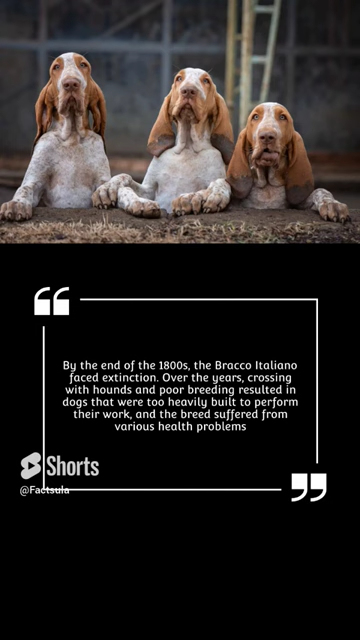 By the end of the 1800s, the Bracco Italiano
faced extinction. Over the years, crossing
with hounds and poor breeding resulted in
dogs that were too heavily built to perform
their work, and the breed suffered from
various health problems
Shorts
@Factsula